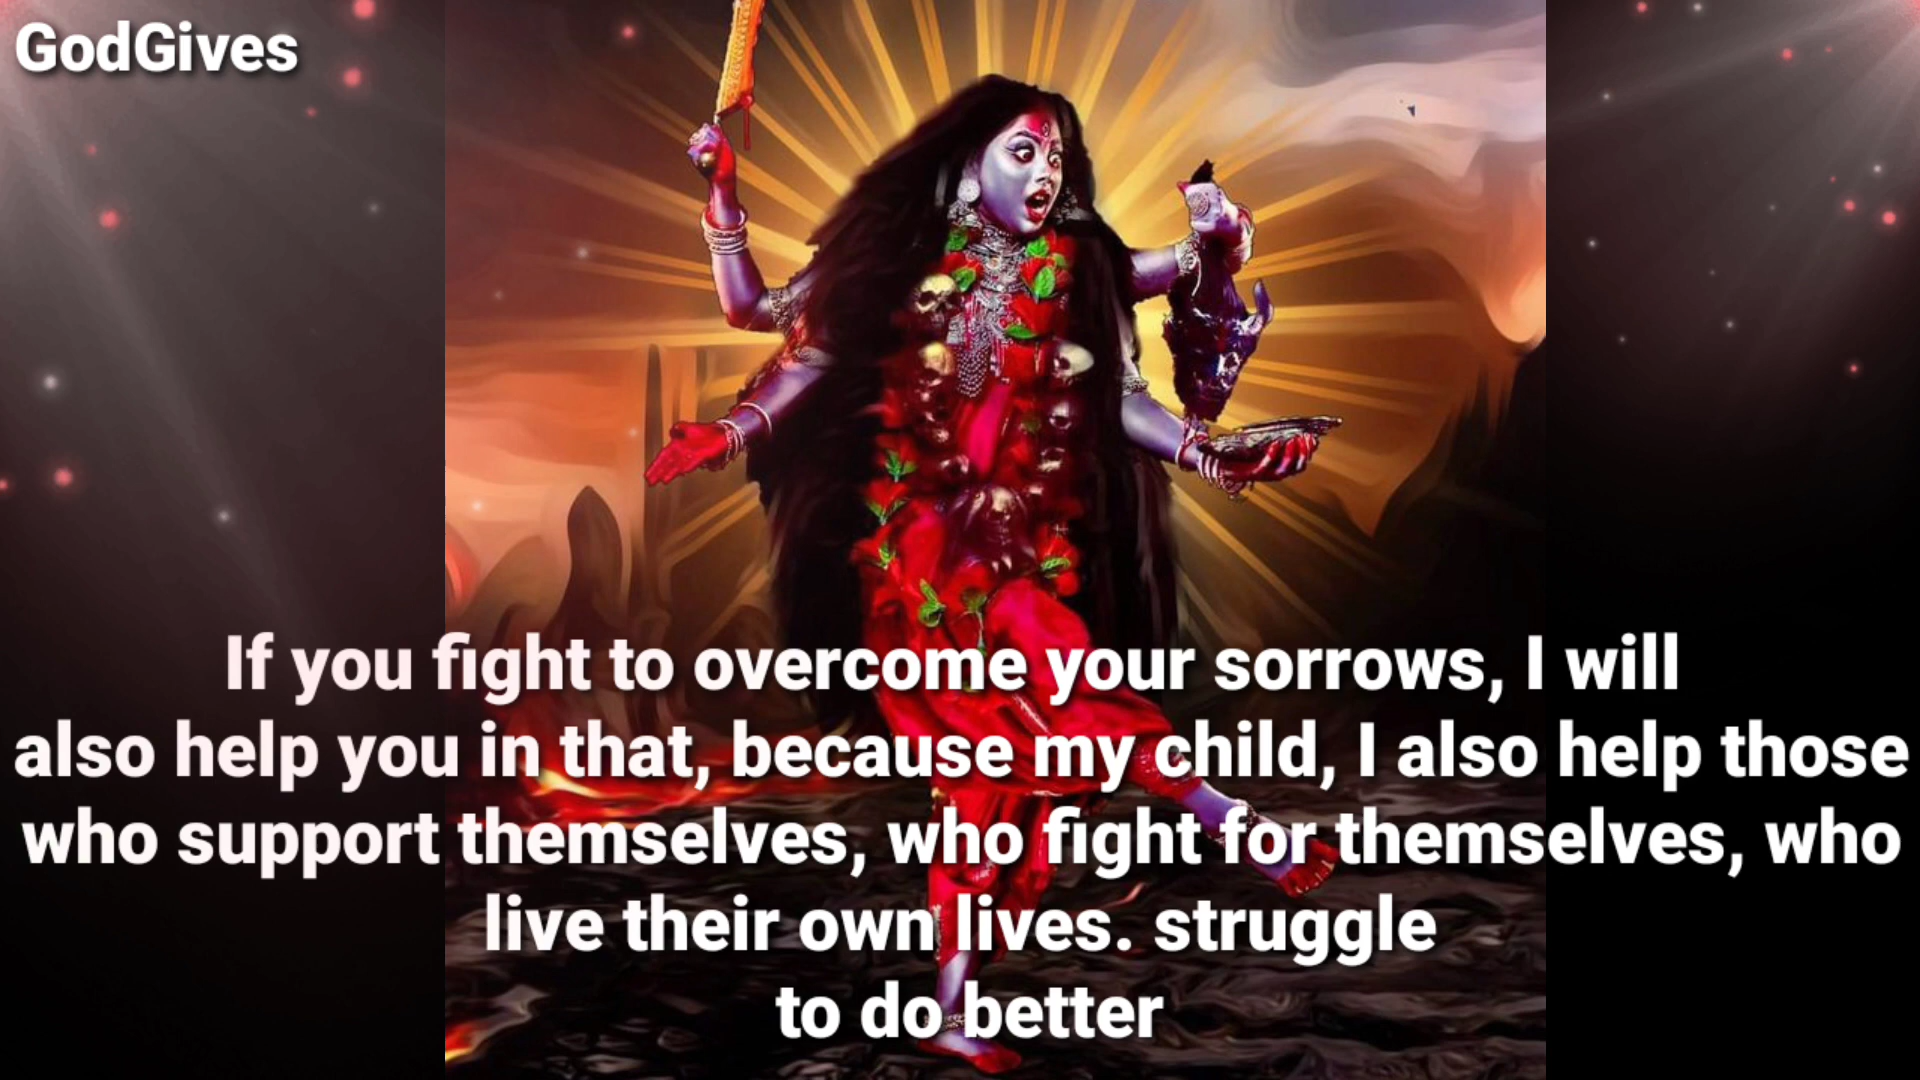 GodGives
If you fight to overcome your sorrows, I will
also help you in that, because my child, I also help those
who support themselves, who fight for themselves, who
live their own lives. struggle
to do better